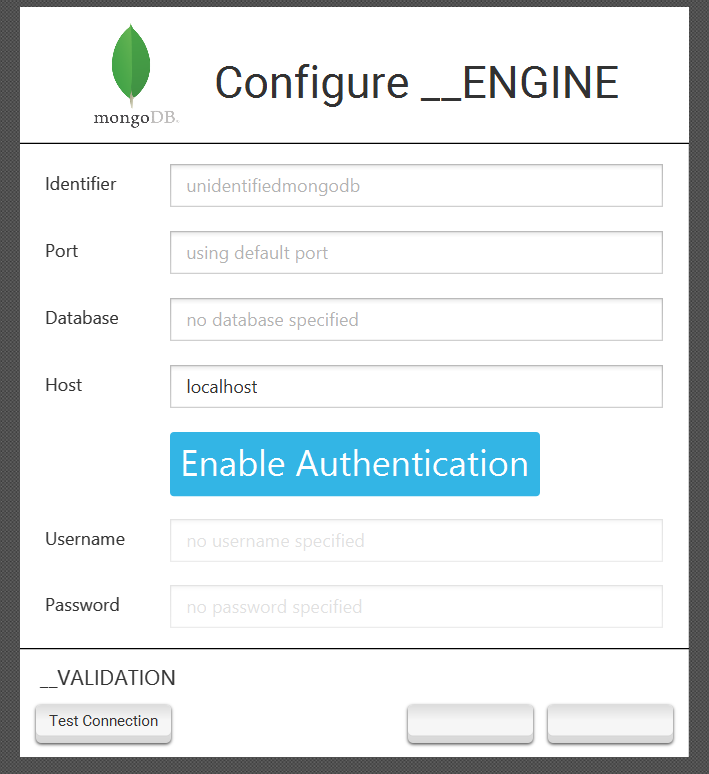 mongoDB.
Configure __ENGINE
Identifier
unidentifiedmongodb
Port
using default port
Database
no database specified
Host
localhost
Enable Authentication
Username
no username specified
Password
no password specified
__VALIDATION
Test Connection